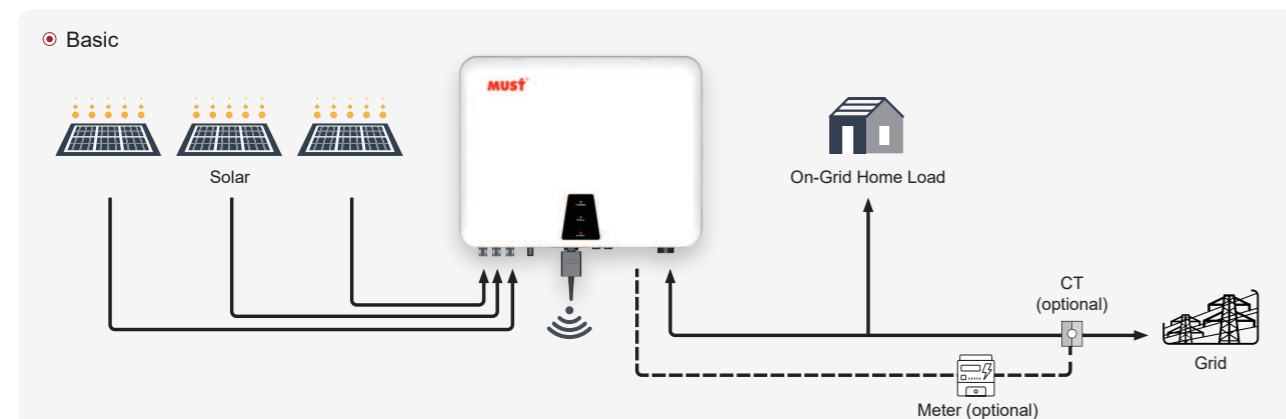 Basic
MUST
Solar
On-Grid Home Load
CT
(optional)
Grid
Meter (optional)